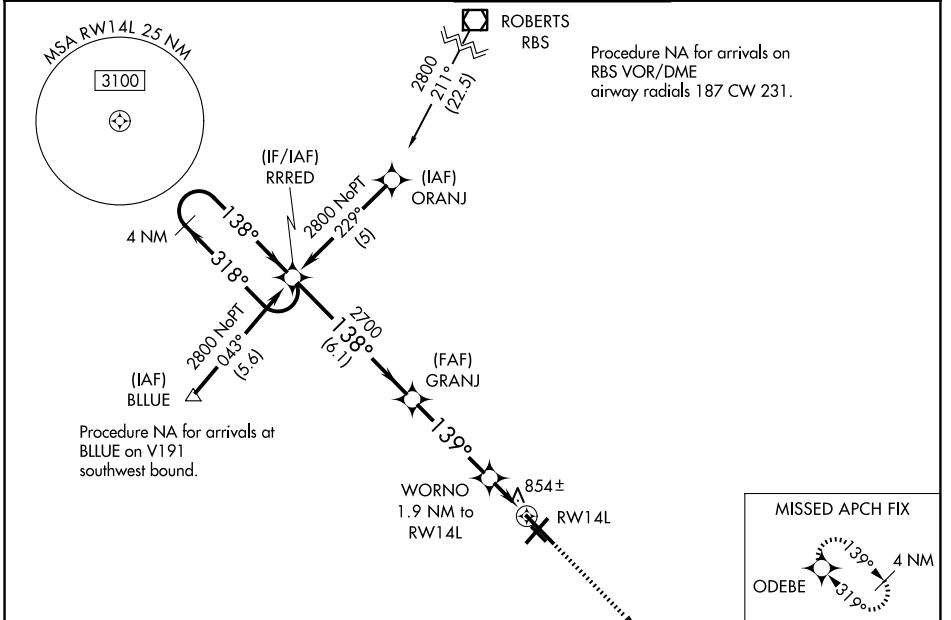 MSA RW14L 25 NM
3100
ROBERTS
RBS
Procedure NA for arrivals on
RBS VOR/DME
airway radials 187 CW 231.
2800
211°
(22.5)
(IF/IAF)
RRRED
(IAF)
ORANJ
2800 NoPT
229°
(5)
138°
4 NM
318°
2800 NoPT
043°
(5.6)
(IAF)
BLLUE
Procedure NA for arrivals at
BLLUE on V191
southwest bound.
2700
138°
(6.1)
(FAF)
GRANJ
139°
WORNO
1.9 NM to
RW14L
854±
RW14L
MISSED APCH FIX
139°
4 NM
ODEBE
319°